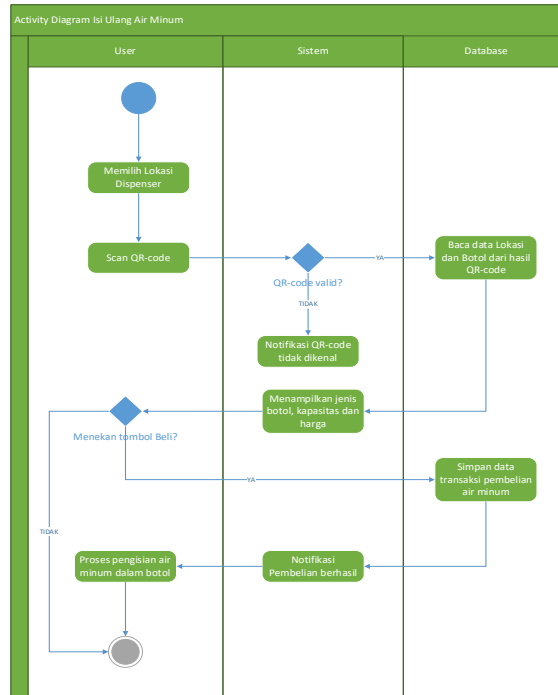 Activity Diagram Isi Ulang Air Minum
User
Sistem
Database
Memilih Lokasi
Dispenser
Scan QR-code
QR-code valid?
YA
Baca data Lokasi
dan Botol dari hasil
QR-code
TIDAK
Notifikasi QR-code
tidak dikenal
Menampilkan jenis
botol, kapasitas dan
harga
Menekan tombol Beli?
YA
Simpan data
transaksi pembelian
air minum
TIDAK
Proses pengisian air
minum dalam botol
Notifikasi
Pembelian berhasil